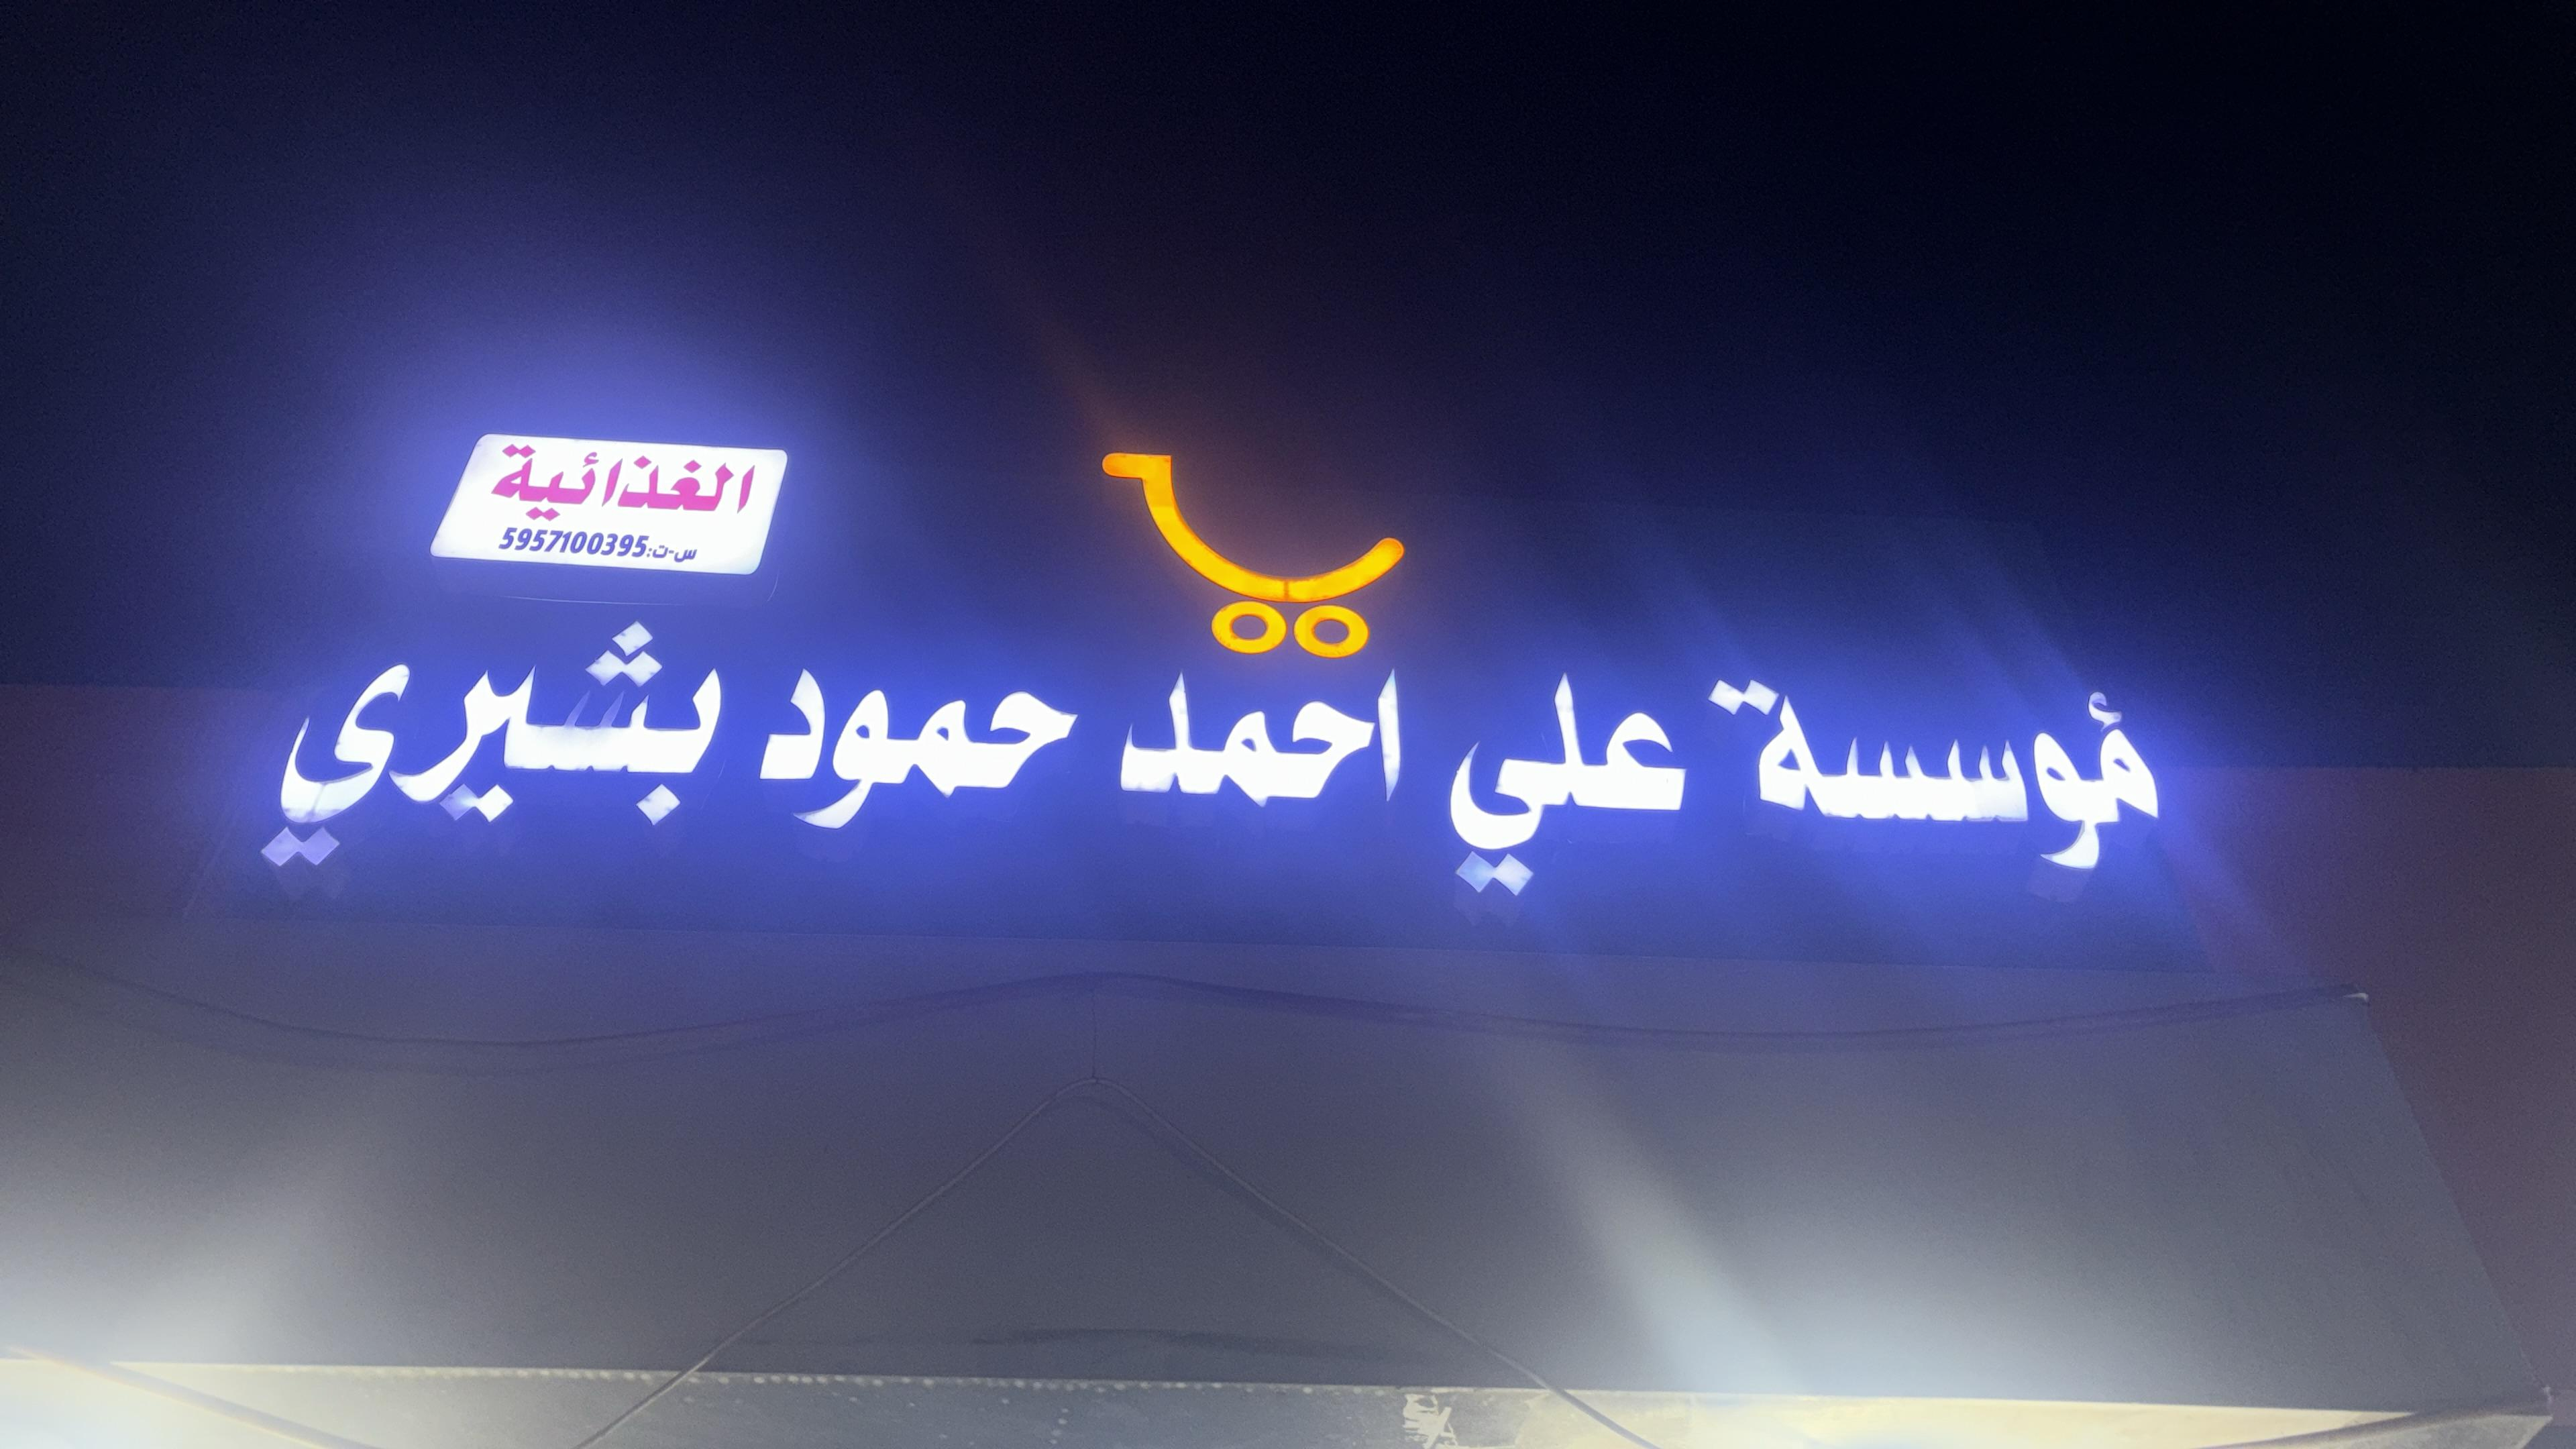 الغذائية
س-ت:5957100395
مؤسسة علي احمد حمود بشيري